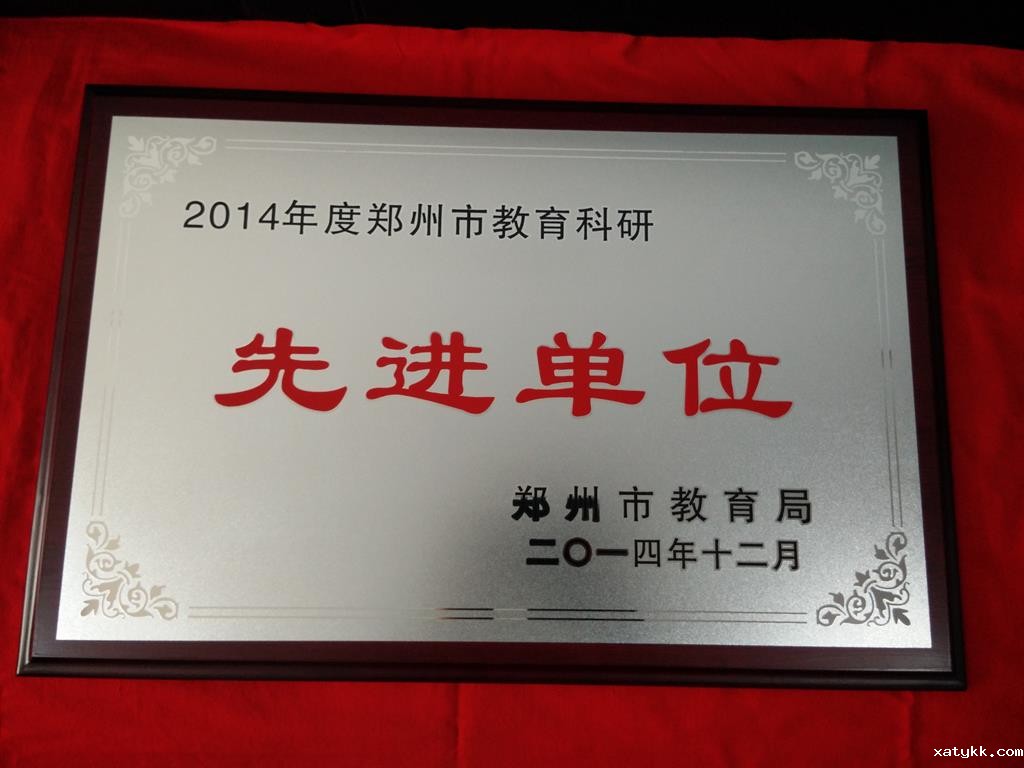 2014年度郑州市教育科研
先进单位
郑州市教育局
二〇一四年十二月
xatykk.com